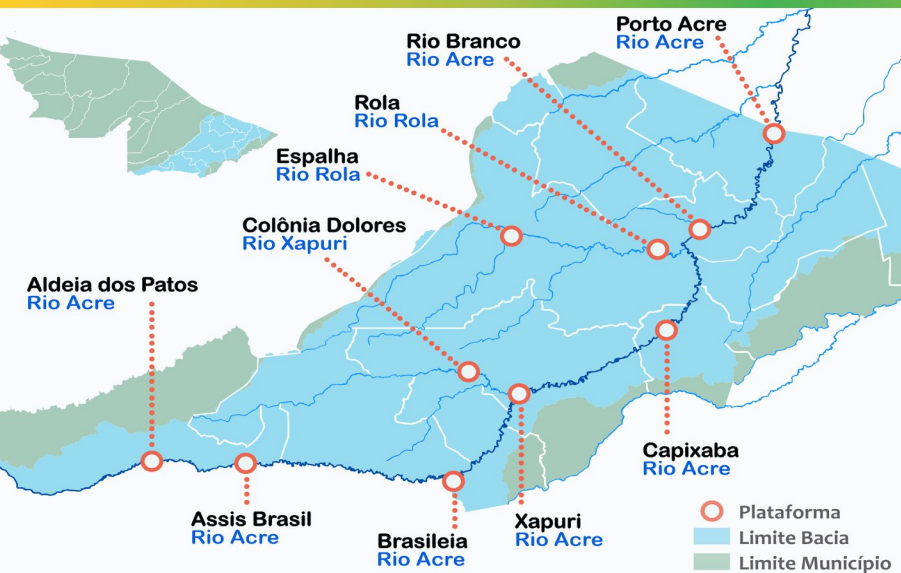 Porto Acre
Rio Acre
Rio Branco
Rio Acre
Rola
Rio Rola
Espalha
Rio Rola
Colônia Dolores
Rio Xapuri
Aldeia dos Patos
Rio Acre
Capixaba
Rio Acre
Assis Brasil
Rio Acre
Brasileia
Rio Acre
Xapuri
Rio Acre
Plataforma
Limite Bacia
Limite Município